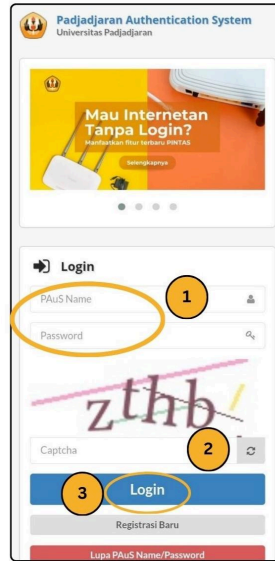 Padjadjaran Authentication System
Universitas Padjadjaran
Mau Internetan
Tanpa Login?
Manfaatkan fitur terbaru PINTAS
Selengkapnya
Login
PAuS Name
1
Password
zthb
Captcha
2
3
Login
Registrasi Baru
Lupa PAuS Name/Password